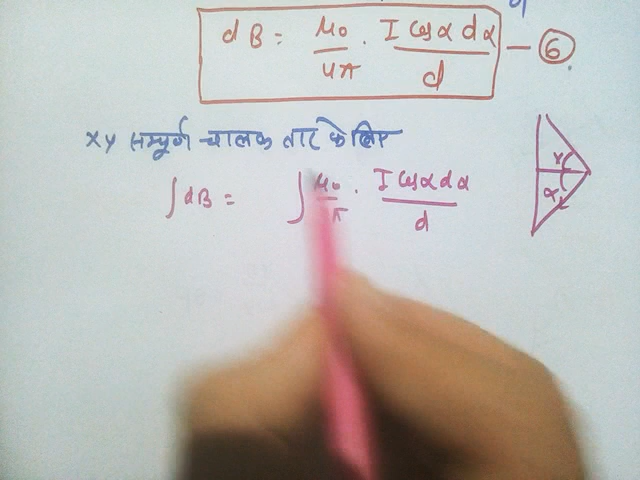 dB = μ₀/4π . I cosα dα/d — ⑥
xy सम्पूर्ण चालक तार के लिए
∫dB = ∫ μ₀/4π . I cosα dα/d